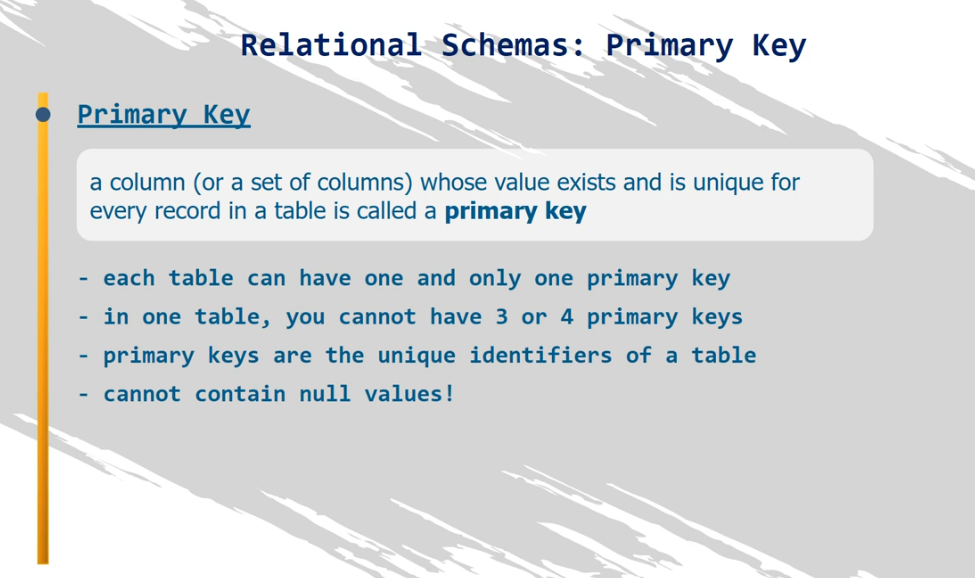 Relational Schemas: Primary Key
Primary Key
a column (or a set of columns) whose value exists and is unique for
every record in a table is called a primary key
- each table can have one and only one primary key
- in one table, you cannot have 3 or 4 primary keys
- primary keys are the unique identifiers of a table
- cannot contain null values!